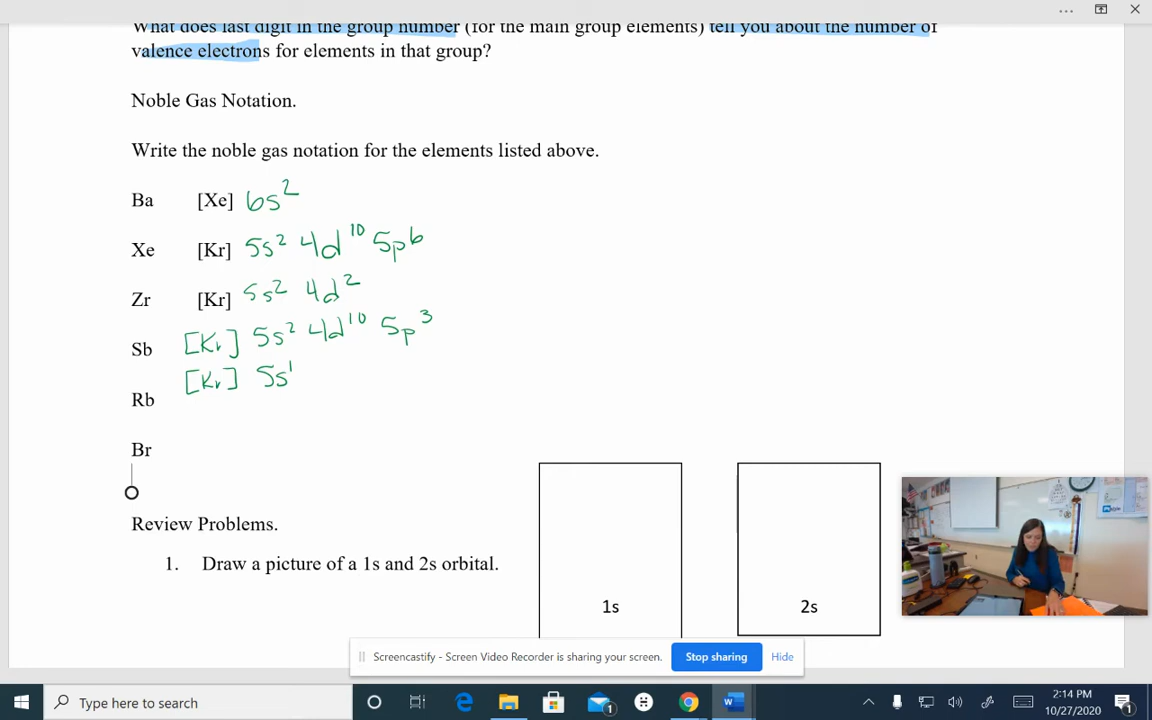 What does last digit in the group number (for the main group elements) tell you about the number of
valence electrons for elements in that group?
Noble Gas Notation.
Write the noble gas notation for the elements listed above.
Ba [Xe] 6s²
Xe [Kr] 5s² 4d¹⁰ 5p⁶
Zr [Kr] 5s² 4d²
Sb [Kr] 5s² 4d¹⁰ 5p³
Rb [Kr] 5s¹
Br
Review Problems.
1. Draw a picture of a 1s and 2s orbital.
1s 2s
Screencastify - Screen Video Recorder is sharing your screen. Stop sharing Hide
Type here to search
2:14 PM
10/27/2020
1
1